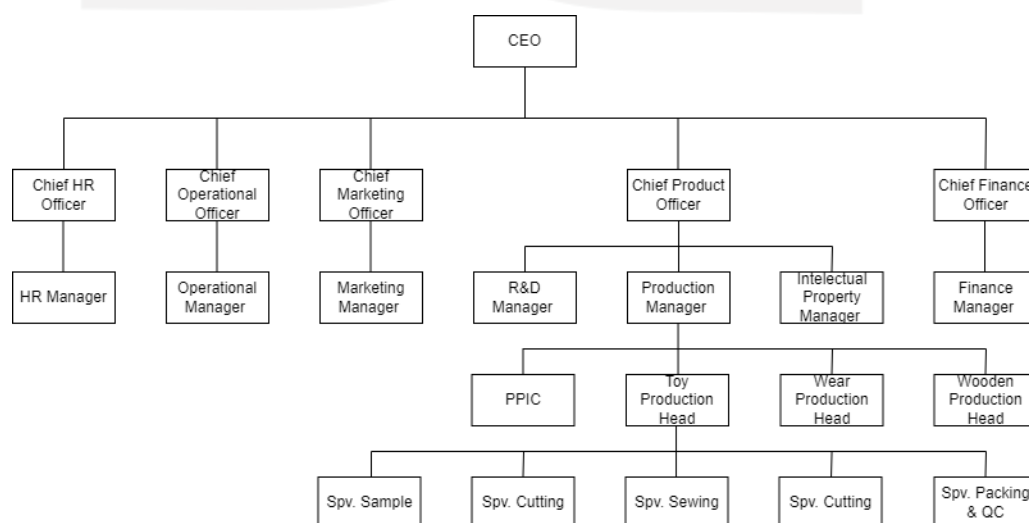 CEO
Chief HR
Officer
Chief
Operational
Officer
Chief
Marketing
Officer
Chief Product
Officer
Chief Finance
Officer
HR Manager
Operational
Manager
Marketing
Manager
R&D
Manager
Production
Manager
Intelectual
Property
Manager
Finance
Manager
PPIC
Toy
Production
Head
Wear
Production
Head
Wooden
Production
Head
Spv. Sample
Spv. Cutting
Spv. Sewing
Spv. Cutting
Spv. Packing
& QC